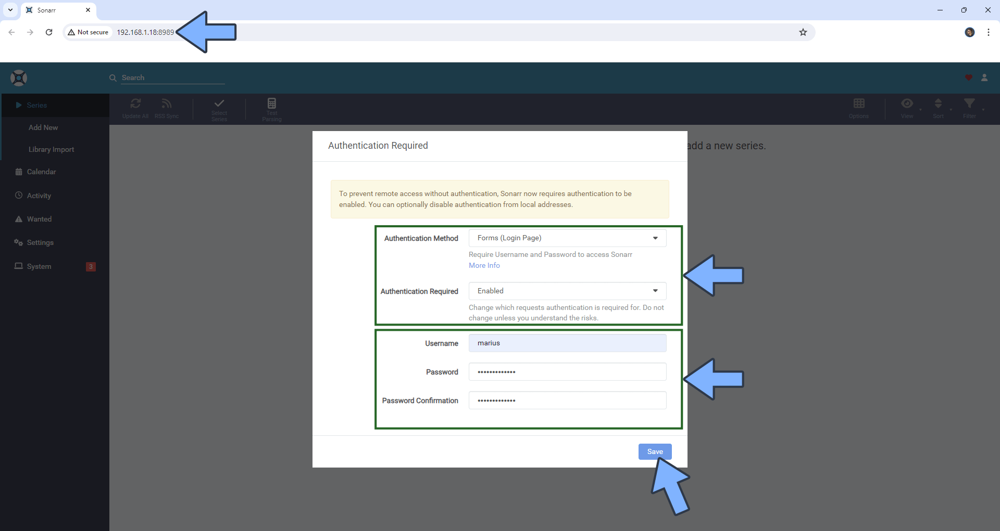 Sonarr
Not secure
192.168.1.18:8989
Search
Series
Add New
Library Import
Calendar
Activity
Wanted
Settings
System
3
Update All
RSS Sync
Select
Series
Test
Parsing
Options
View
Sort
Filter
add a new series.
Authentication Required
To prevent remote access without authentication, Sonarr now requires authentication to be
enabled. You can optionally disable authentication from local addresses.
Authentication Method
Forms (Login Page)
Require Username and Password to access Sonarr
More Info
Authentication Required
Enabled
Change which requests authentication is required for. Do not
change unless you understand the risks.
Username
marius
Password
•••••••••••••
Password Confirmation
•••••••••••••
Save